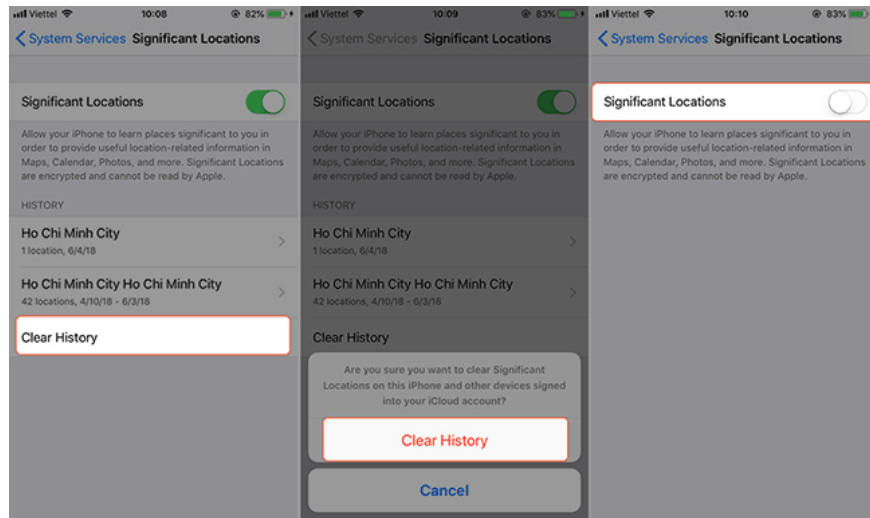 Viettel 10:08 82%
System Services Significant Locations
Significant Locations
Allow your iPhone to learn places significant to you in
order to provide useful location-related information in
Maps, Calendar, Photos, and more. Significant Locations
are encrypted and cannot be read by Apple.
HISTORY
Ho Chi Minh City
1 location, 6/4/18
Ho Chi Minh City Ho Chi Minh City
42 locations, 4/10/18 - 6/3/18
Clear History
Viettel 10:09 83%
System Services Significant Locations
Significant Locations
Allow your iPhone to learn places significant to you in
order to provide useful location-related information in
Maps, Calendar, Photos, and more. Significant Locations
are encrypted and cannot be read by Apple.
HISTORY
Ho Chi Minh City
1 location, 6/4/18
Ho Chi Minh City Ho Chi Minh City
42 locations, 4/10/18 - 6/3/18
Clear History
Are you sure you want to clear Significant
Locations on this iPhone and other devices signed
into your iCloud account?
Clear History
Cancel
Viettel 10:10 83%
System Services Significant Locations
Significant Locations
Allow your iPhone to learn places significant to you in
order to provide useful location-related information in
Maps, Calendar, Photos, and more. Significant Locations
are encrypted and cannot be read by Apple.